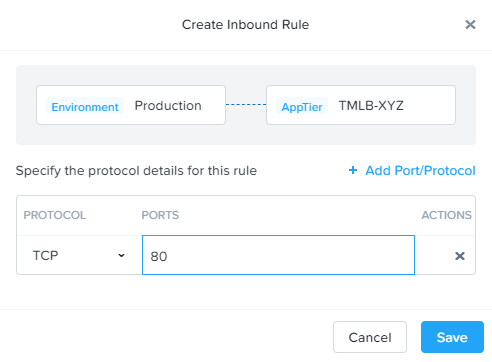 Create Inbound Rule ×
Environment Production AppTier TMLB-XYZ
Specify the protocol details for this rule + Add Port/Protocol
PROTOCOL PORTS ACTIONS
TCP 80 ×
Cancel Save